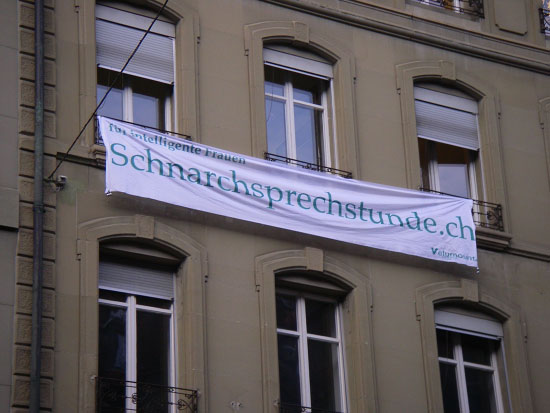 für intelligente Frauen
Schnarchsprechstunde.ch